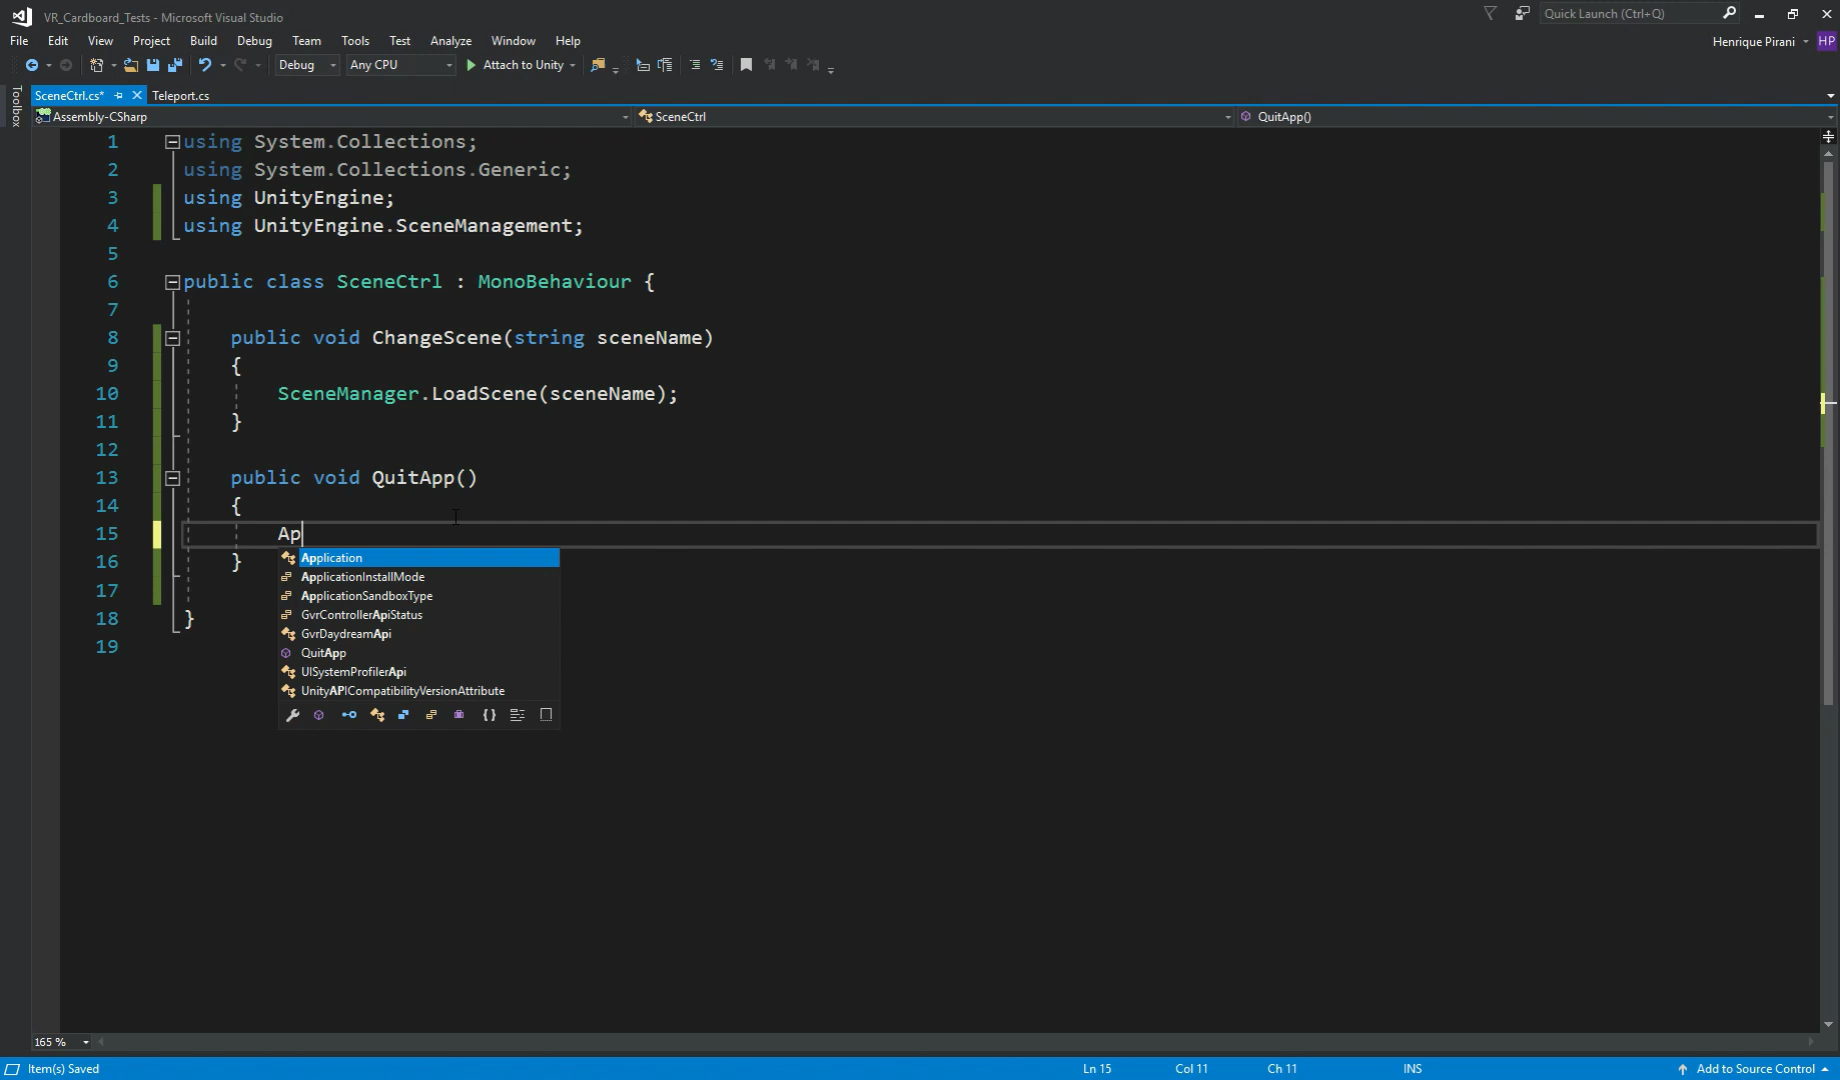 VR_Cardboard_Tests - Microsoft Visual Studio
Quick Launch (Ctrl+Q)
File Edit View Project Build Debug Team Tools Test Analyze Window Help
Henrique Pirani HP
Debug Any CPU Attach to Unity
Toolbox
SceneCtrl.cs* Teleport.cs
Assembly-CSharp SceneCtrl QuitApp()
1 using System.Collections;
2 using System.Collections.Generic;
3 using UnityEngine;
4 using UnityEngine.SceneManagement;
5
6 public class SceneCtrl : MonoBehaviour {
7
8 public void ChangeScene(string sceneName)
9 {
10 SceneManager.LoadScene(sceneName);
11 }
12
13 public void QuitApp()
14 {
15 Ap
16 }
17
18 }
19
Application
ApplicationInstallMode
ApplicationSandboxType
GvrControllerApiStatus
GvrDaydreamApi
QuitApp
UISystemProfilerApi
UnityAPICompatibilityVersionAttribute
165 %
Item(s) Saved Ln 15 Col 11 Ch 11 INS Add to Source Control